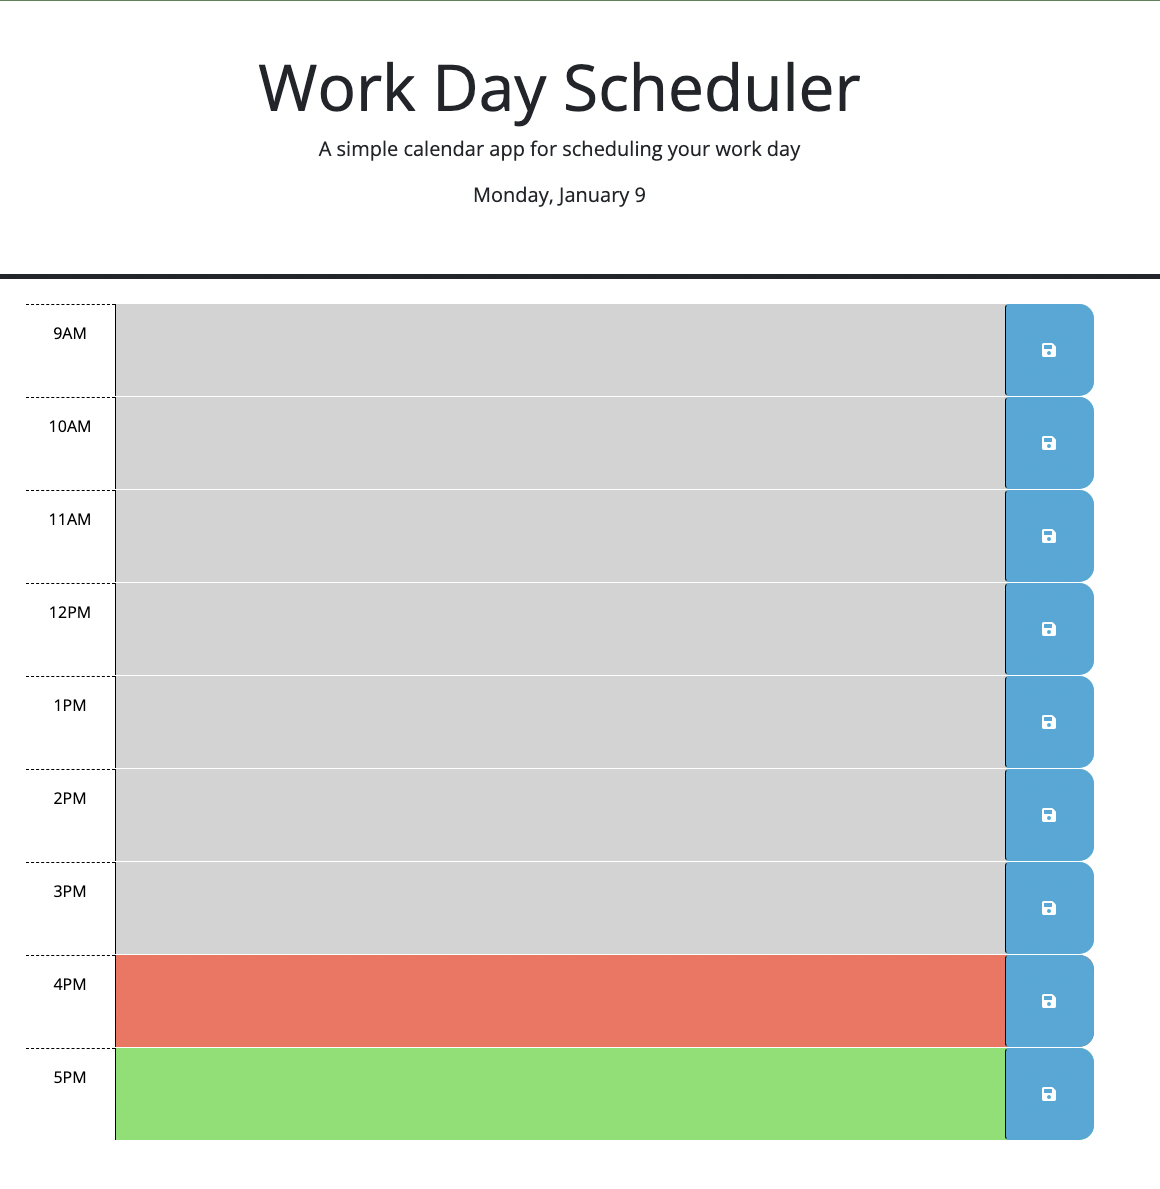 Work Day Scheduler
A simple calendar app for scheduling your work day
Monday, January 9
9AM
10AM
11AM
12PM
1PM
2PM
3PM
4PM
5PM